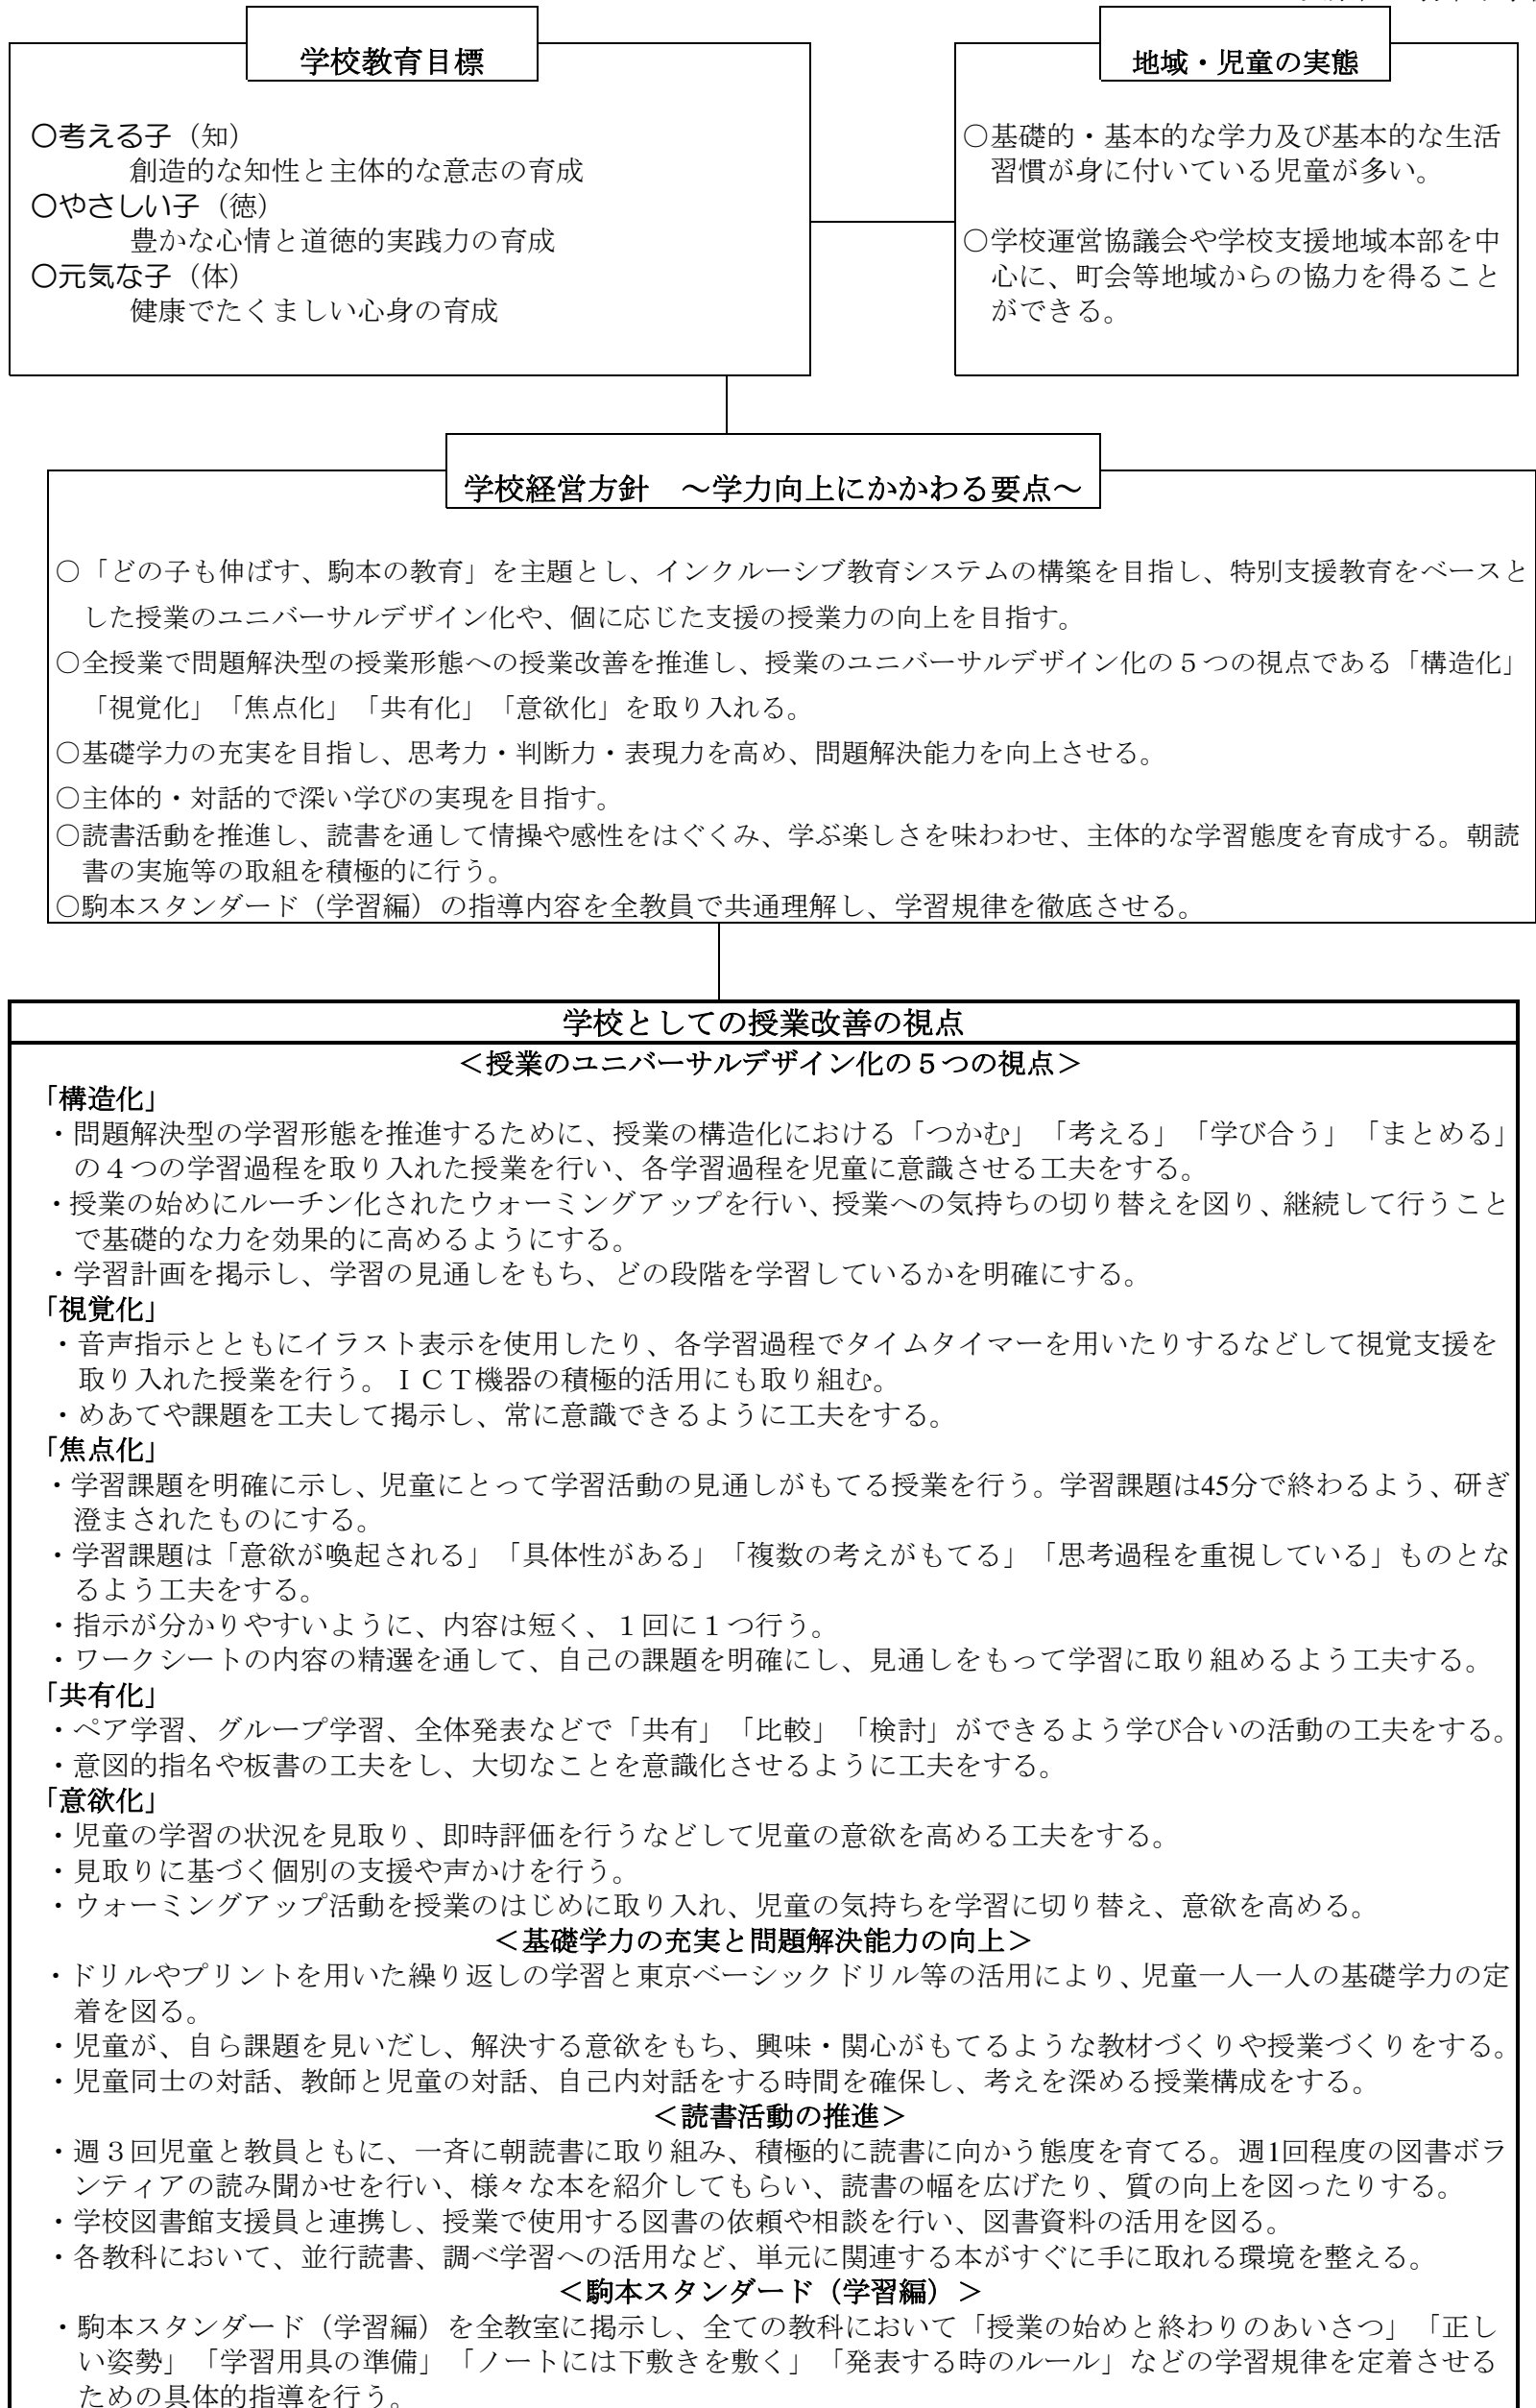 学校教育目標
〇考える子（知）
創造的な知性と主体的な意志の育成
〇やさしい子（徳）
豊かな心情と道徳的実践力の育成
〇元気な子（体）
健康でたくましい心身の育成
地域・児童の実態
○基礎的・基本的な学力及び基本的な生活
習慣が身に付いている児童が多い。
○学校運営協議会や学校支援地域本部を中
心に、町会等地域からの協力を得ること
ができる。
学校経営方針　～学力向上にかかわる要点～
○「どの子も伸ばす、駒本の教育」を主題とし、インクルーシブ教育システムの構築を目指し、特別支援教育をベースと
した授業のユニバーサルデザイン化や、個に応じた支援の授業力の向上を目指す。
○全授業で問題解決型の授業形態への授業改善を推進し、授業のユニバーサルデザイン化の５つの視点である「構造化」
「視覚化」「焦点化」「共有化」「意欲化」を取り入れる。
○基礎学力の充実を目指し、思考力・判断力・表現力を高め、問題解決能力を向上させる。
○主体的・対話的で深い学びの実現を目指す。
○読書活動を推進し、読書を通して情操や感性をはぐくみ、学ぶ楽しさを味わわせ、主体的な学習態度を育成する。朝読
書の実施等の取組を積極的に行う。
○駒本スタンダード（学習編）の指導内容を全教員で共通理解し、学習規律を徹底させる。
学校としての授業改善の視点
＜授業のユニバーサルデザイン化の５つの視点＞
「構造化」
・問題解決型の学習形態を推進するために、授業の構造化における「つかむ」「考える」「学び合う」「まとめる」
の４つの学習過程を取り入れた授業を行い、各学習過程を児童に意識させる工夫をする。
・授業の始めにルーチン化されたウォーミングアップを行い、授業への気持ちの切り替えを図り、継続して行うこと
で基礎的な力を効果的に高めるようにする。
・学習計画を掲示し、学習の見通しをもち、どの段階を学習しているかを明確にする。
「視覚化」
・音声指示とともにイラスト表示を使用したり、各学習過程でタイムタイマーを用いたりするなどして視覚支援を
取り入れた授業を行う。ＩＣＴ機器の積極的活用にも取り組む。
・めあてや課題を工夫して掲示し、常に意識できるように工夫をする。
「焦点化」
・学習課題を明確に示し、児童にとって学習活動の見通しがもてる授業を行う。学習課題は45分で終わるよう、研ぎ
澄まされたものにする。
・学習課題は「意欲が喚起される」「具体性がある」「複数の考えがもてる」「思考過程を重視している」ものとな
るよう工夫をする。
・指示が分かりやすいように、内容は短く、１回に１つ行う。
・ワークシートの内容の精選を通して、自己の課題を明確にし、見通しをもって学習に取り組めるよう工夫する。
「共有化」
・ペア学習、グループ学習、全体発表などで「共有」「比較」「検討」ができるよう学び合いの活動の工夫をする。
・意図的指名や板書の工夫をし、大切なことを意識化させるように工夫をする。
「意欲化」
・児童の学習の状況を見取り、即時評価を行うなどして児童の意欲を高める工夫をする。
・見取りに基づく個別の支援や声かけを行う。
・ウォーミングアップ活動を授業のはじめに取り入れ、児童の気持ちを学習に切り替え、意欲を高める。
＜基礎学力の充実と問題解決能力の向上＞
・ドリルやプリントを用いた繰り返しの学習と東京ベーシックドリル等の活用により、児童一人一人の基礎学力の定
着を図る。
・児童が、自ら課題を見いだし、解決する意欲をもち、興味・関心がもてるような教材づくりや授業づくりをする。
・児童同士の対話、教師と児童の対話、自己内対話をする時間を確保し、考えを深める授業構成をする。
＜読書活動の推進＞
・週３回児童と教員ともに、一斉に朝読書に取り組み、積極的に読書に向かう態度を育てる。週1回程度の図書ボラ
ンティアの読み聞かせを行い、様々な本を紹介してもらい、読書の幅を広げたり、質の向上を図ったりする。
・学校図書館支援員と連携し、授業で使用する図書の依頼や相談を行い、図書資料の活用を図る。
・各教科において、並行読書、調べ学習への活用など、単元に関連する本がすぐに手に取れる環境を整える。
＜駒本スタンダード（学習編）＞
・駒本スタンダード（学習編）を全教室に掲示し、全ての教科において「授業の始めと終わりのあいさつ」「正し
い姿勢」「学習用具の準備」「ノートには下敷きを敷く」「発表する時のルール」などの学習規律を定着させる
ための具体的指導を行う。